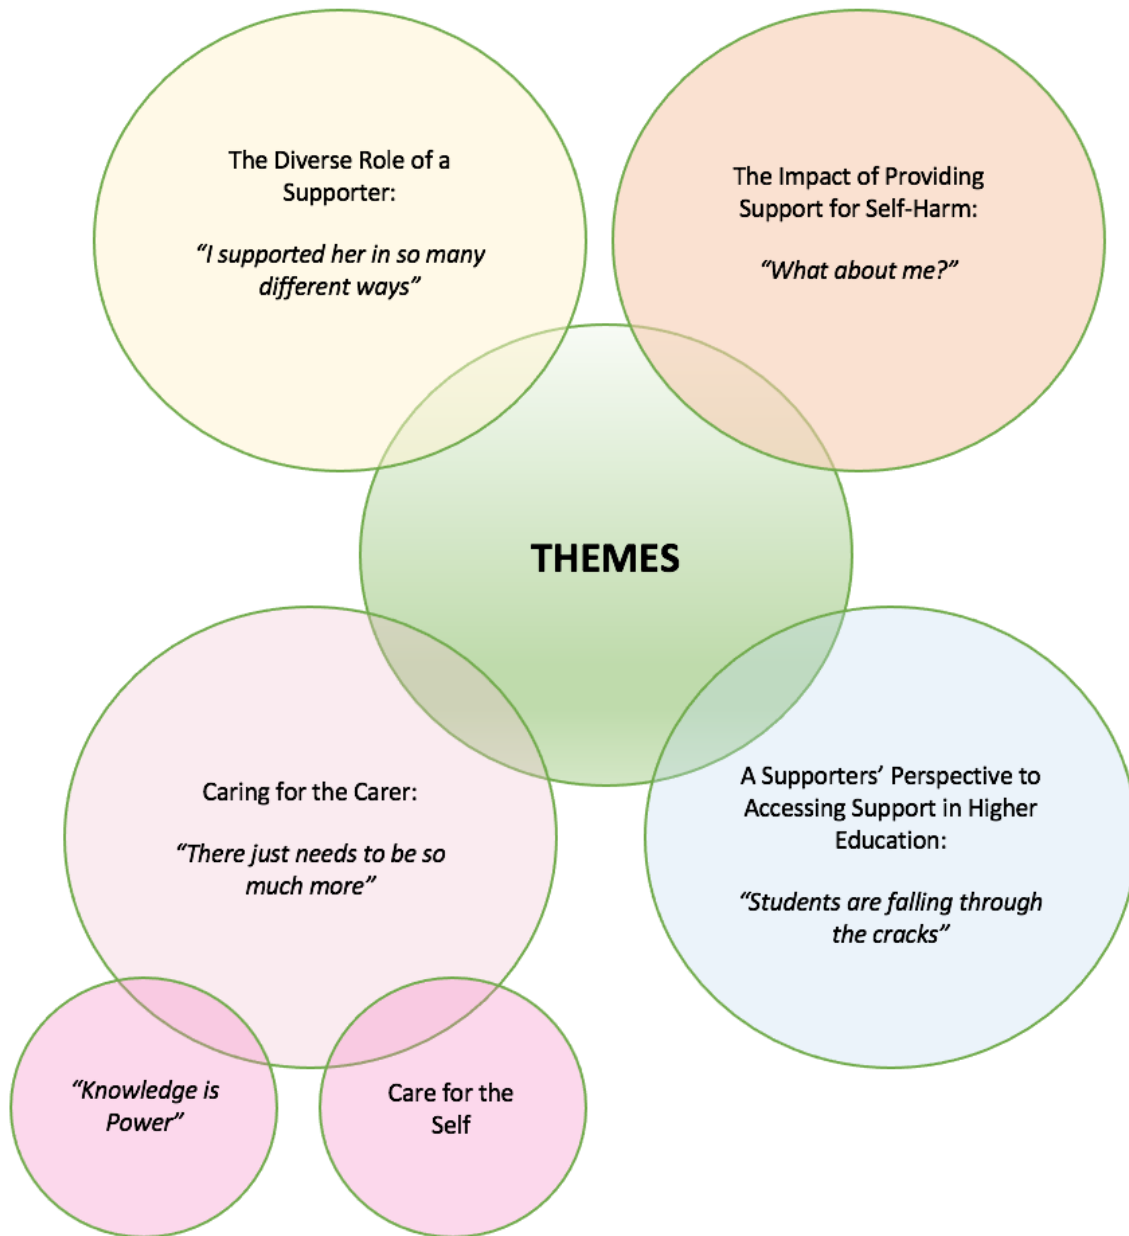 The Diverse Role of a
Supporter:
“I supported her in so many
different ways”
The Impact of Providing
Support for Self-Harm:
“What about me?”
THEMES
Caring for the Carer:
“There just needs to be so
much more”
A Supporters’ Perspective to
Accessing Support in Higher
Education:
“Students are falling through
the cracks”
“Knowledge is
Power”
Care for the
Self